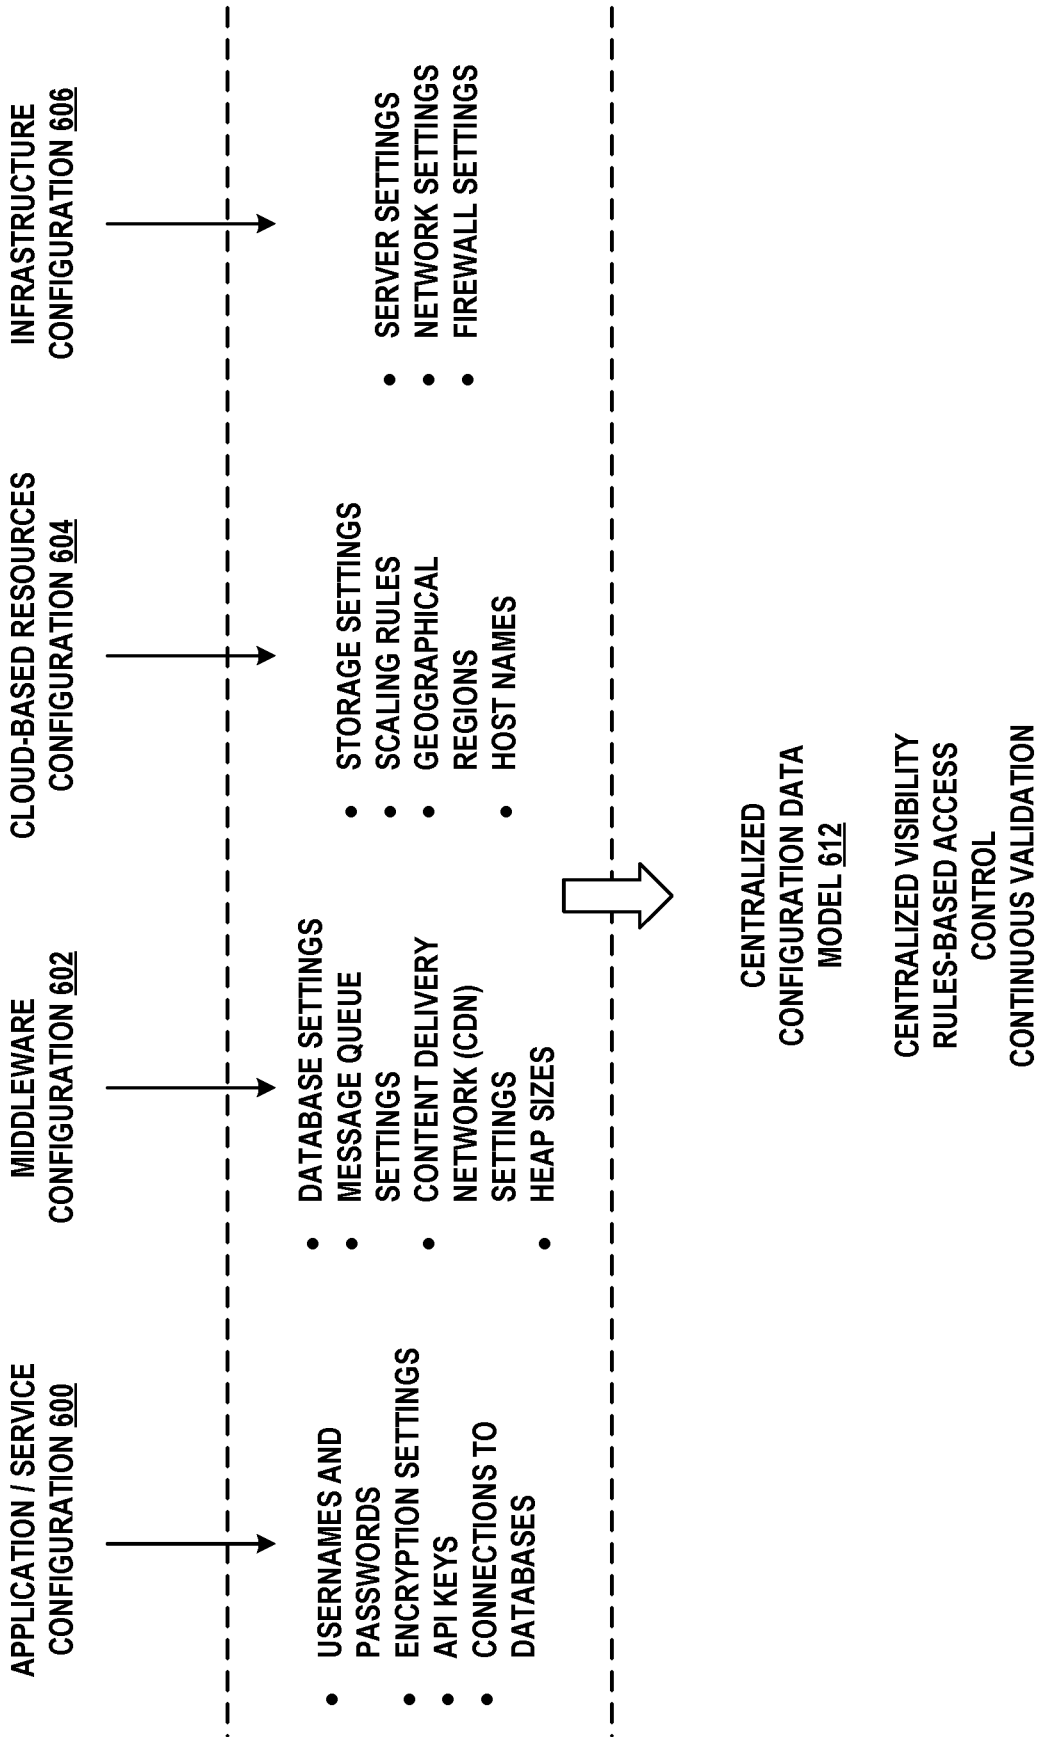 APPLICATION / SERVICE
CONFIGURATION 600
MIDDLEWARE
CONFIGURATION 602
CLOUD-BASED RESOURCES
CONFIGURATION 604
INFRASTRUCTURE
CONFIGURATION 606
• USERNAMES AND
PASSWORDS
• ENCRYPTION SETTINGS
• API KEYS
• CONNECTIONS TO
DATABASES
• DATABASE SETTINGS
• MESSAGE QUEUE
SETTINGS
• CONTENT DELIVERY
NETWORK (CDN)
SETTINGS
• HEAP SIZES
• STORAGE SETTINGS
• SCALING RULES
• GEOGRAPHICAL
REGIONS
• HOST NAMES
• SERVER SETTINGS
• NETWORK SETTINGS
• FIREWALL SETTINGS
CENTRALIZED
CONFIGURATION DATA
MODEL 612
CENTRALIZED VISIBILITY
RULES-BASED ACCESS
CONTROL
CONTINUOUS VALIDATION